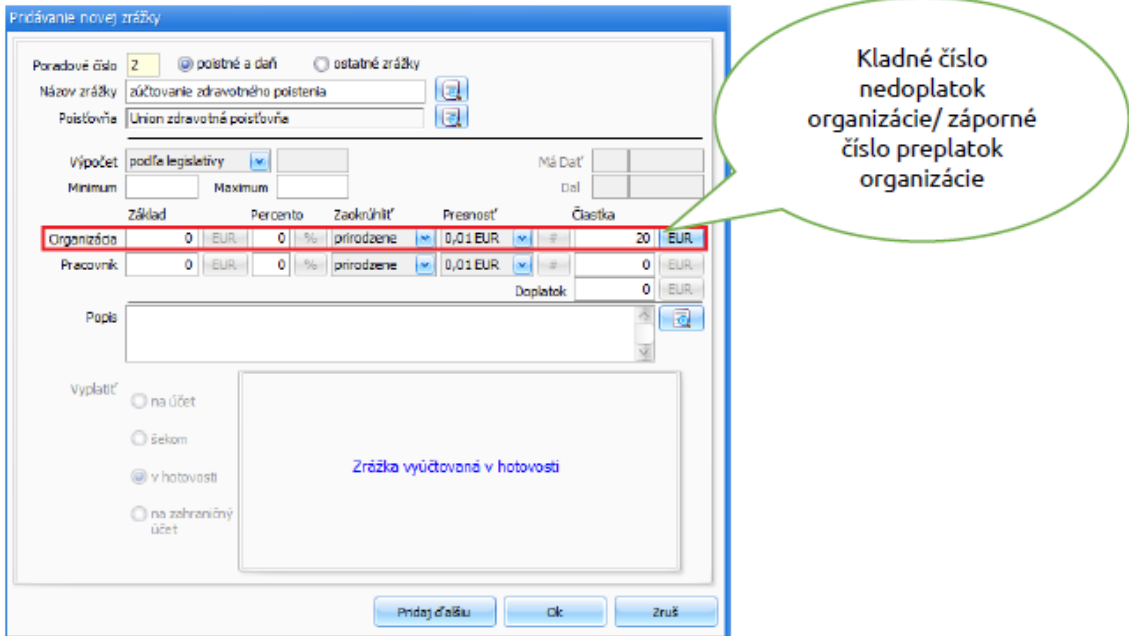 Pridávanie novej zrážky
Poradové číslo 2 poistné a daň ostatné zrážky
Názov zrážky zúčtovanie zdravotného poistenia
Poisťovňa Union zdravotná poisťovňa
Výpočet podľa legislatívy Má Dať
Minimum Maximum Dal
Základ Percento Zaokrúhliť Presnosť Čiastka
Organizácia 0 EUR 0 % prirodzene 0,01 EUR # 20 EUR
Pracovník 0 EUR 0 % prirodzene 0,01 EUR # 0 EUR
Doplatok 0 EUR
Popis
Vyplatiť
na účet
šekom
v hotovosti
na zahraničný
účet
Zrážka vyúčtovaná v hotovosti
Pridaj ďalšiu Ok Zruš
Kladné číslo
nedoplatok
organizácie/ záporné
číslo preplatok
organizácie